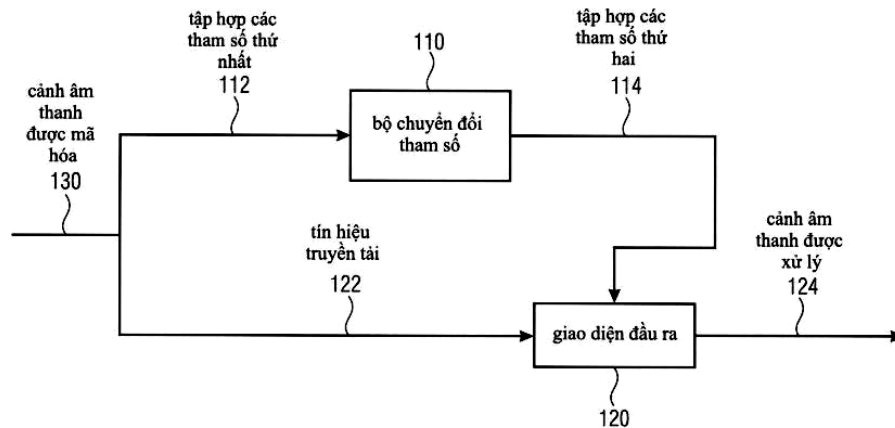 tập hợp các
tham số thứ
nhất
112
110
tập hợp các
tham số thứ
hai
114
cảnh âm
thanh được mã
hóa
130
bộ chuyển đổi
tham số
tín hiệu
truyền tải
122
cảnh âm
thanh được
xử lý
124
giao diện đầu ra
120